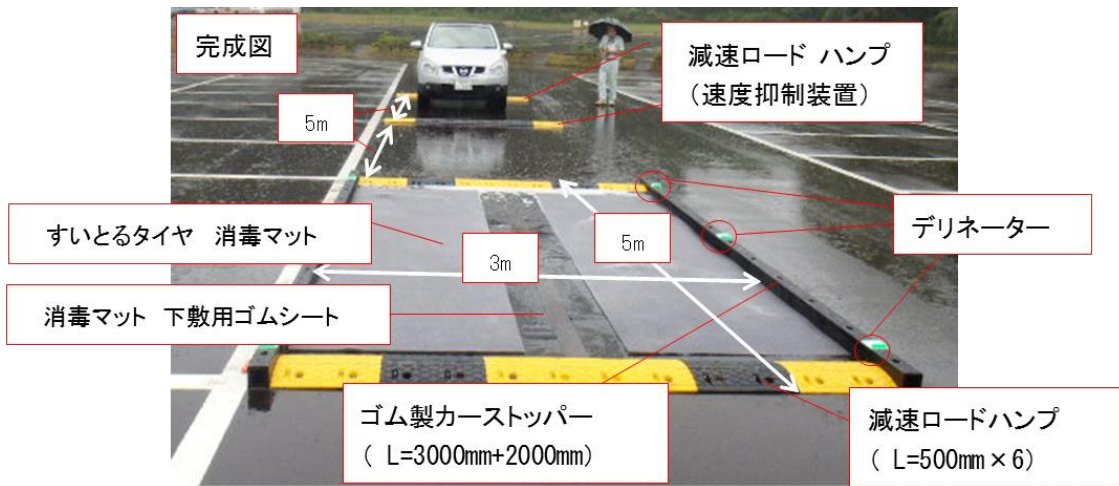 完成図
減速ロード ハンプ
（速度抑制装置）
5m
すいとるタイヤ 消毒マット
デリネーター
5m
3m
消毒マット 下敷用ゴムシート
ゴム製カーストッパー
（ L=3000mm+2000mm）
減速ロードハンプ
（ L=500mm×6）